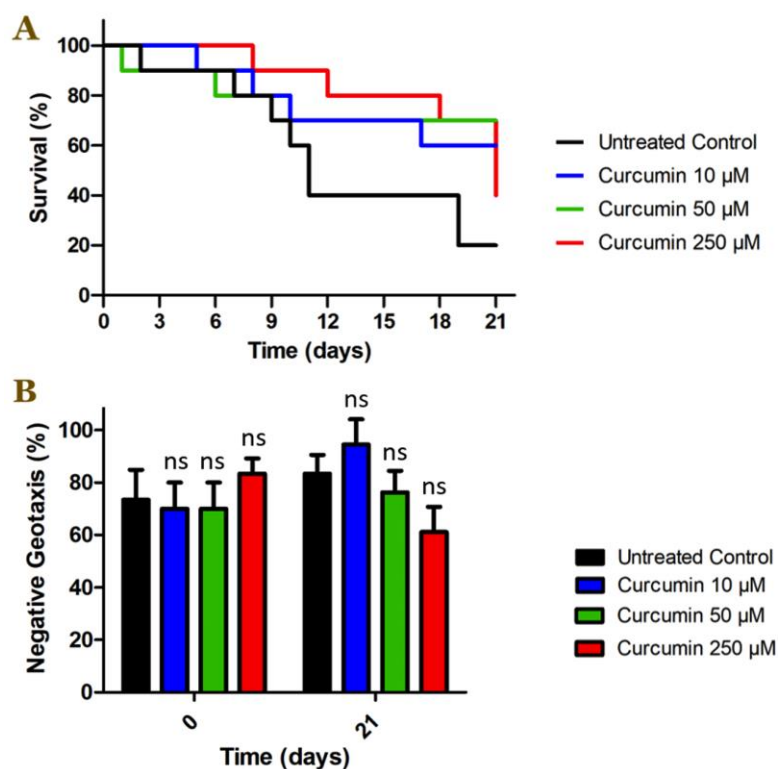 A
Survival (%)
100
80
60
40
20
0
0 3 6 9 12 15 18 21
Time (days)
Untreated Control
Curcumin 10 µM
Curcumin 50 µM
Curcumin 250 µM
B
Negative Geotaxis (%)
100
80
60
40
20
0
ns ns ns
ns ns ns
0 21
Time (days)
Untreated Control
Curcumin 10 µM
Curcumin 50 µM
Curcumin 250 µM